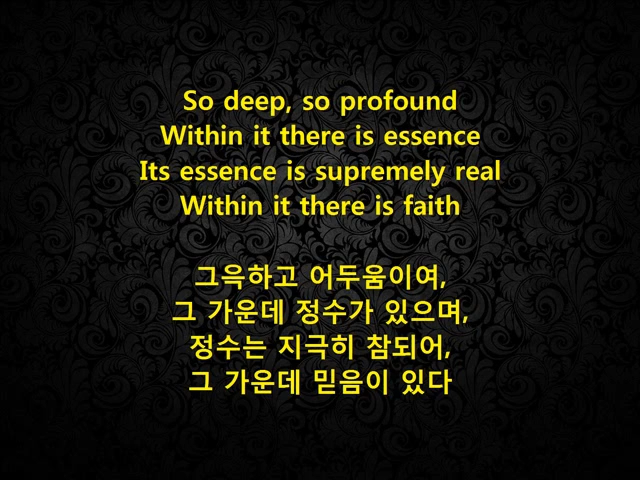 So deep, so profound
Within it there is essence
Its essence is supremely real
Within it there is faith
그윽하고 어두움이여,
그 가운데 정수가 있으며,
정수는 지극히 참되어,
그 가운데 믿음이 있다